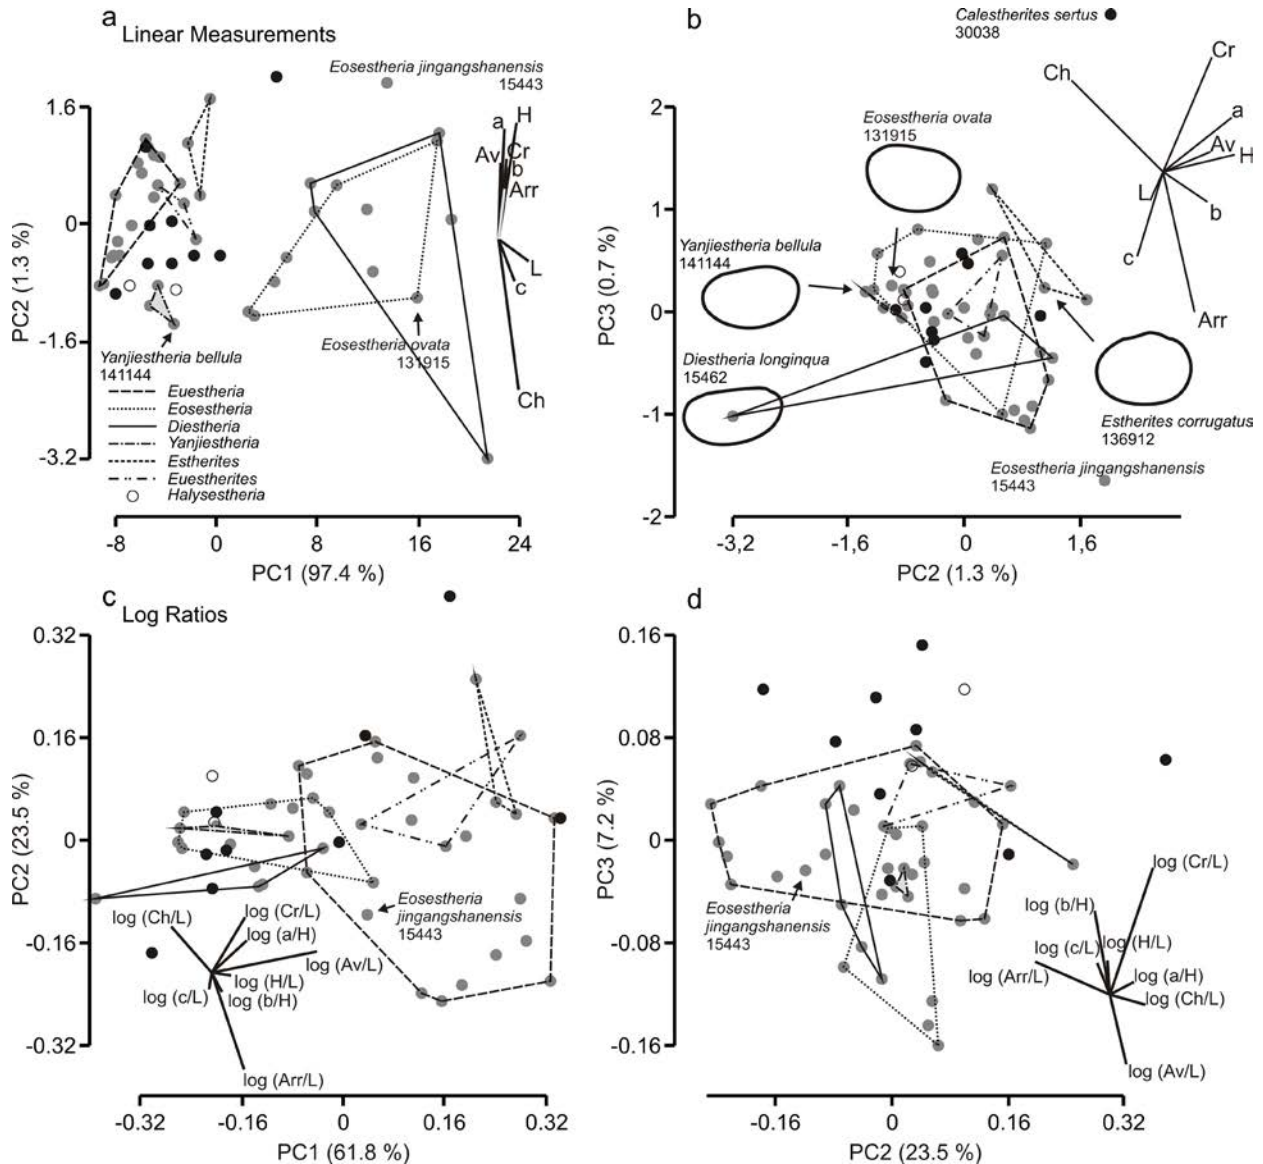 a
Linear Measurements
Eosestheria jingangshanensis
15443
1.6
0
-1.6
-3.2
PC2 (1.3 %)
a
H
Av
Cr
b
Arr
L
c
Ch
Yanjiestheria bellula
141144
Eosestheria ovata
131915
Euestheria
Eosestheria
Diestheria
Yanjiestheria
Estherites
Euestherites
Halysestheria
-8
0
8
16
24
PC1 (97.4 %)
b
Calestherites sertus
30038
Ch
Cr
a
Av
H
L
b
c
Arr
2
1
0
-1
-2
PC3 (0.7 %)
Eosestheria ovata
131915
Yanjiestheria bellula
141144
Diestheria longinqua
15462
Estherites corrugatus
136912
Eosestheria jingangshanensis
15443
-3,2
-1,6
0
1,6
PC2 (1.3 %)
c
Log Ratios
0.32
0.16
0
-0.16
-0.32
PC2 (23.5 %)
Eosestheria
jingangshanensis
15443
log (Ch/L)
log (Cr/L)
log (a/H)
log (Av/L)
log (H/L)
log (c/L)
log (b/H)
log (Arr/L)
-0.32
-0.16
0
0.16
0.32
PC1 (61.8 %)
d
0.16
0.08
0
-0.08
-0.16
PC3 (7.2 %)
Eosestheria
jingangshanensis
15443
log (Cr/L)
log (b/H)
log (c/L)
log (H/L)
log (Arr/L)
log (a/H)
log (Ch/L)
log (Av/L)
-0.16
0
0.16
0.32
PC2 (23.5 %)